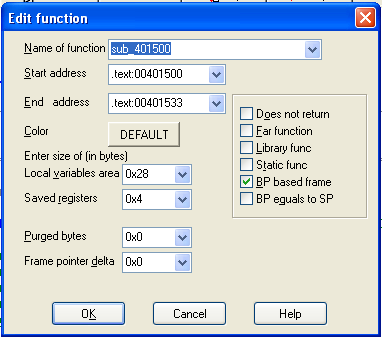 Edit function
Name of function sub_401500
Start address .text:00401500
End address .text:00401533
Color DEFAULT
Enter size of (in bytes)
Local variables area 0x28
Saved registers 0x4
Purged bytes 0x0
Frame pointer delta 0x0
Does not return
Far function
Library func
Static func
BP based frame
BP equals to SP
OK Cancel Help